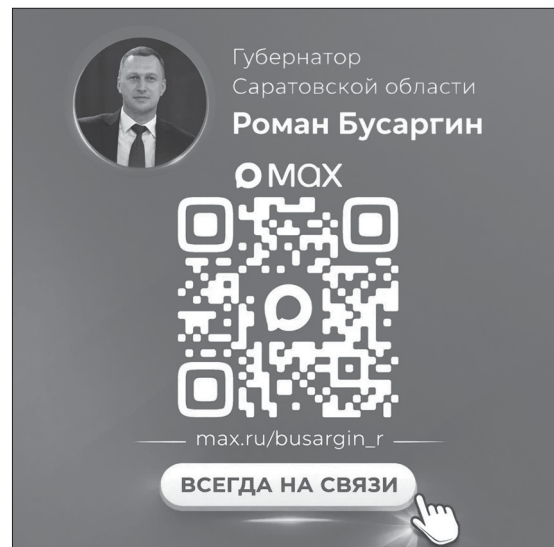 Губернатор
Саратовской области
Роман Бусаргин
max
max.ru/busargin_r
ВСЕГДА НА СВЯЗИ